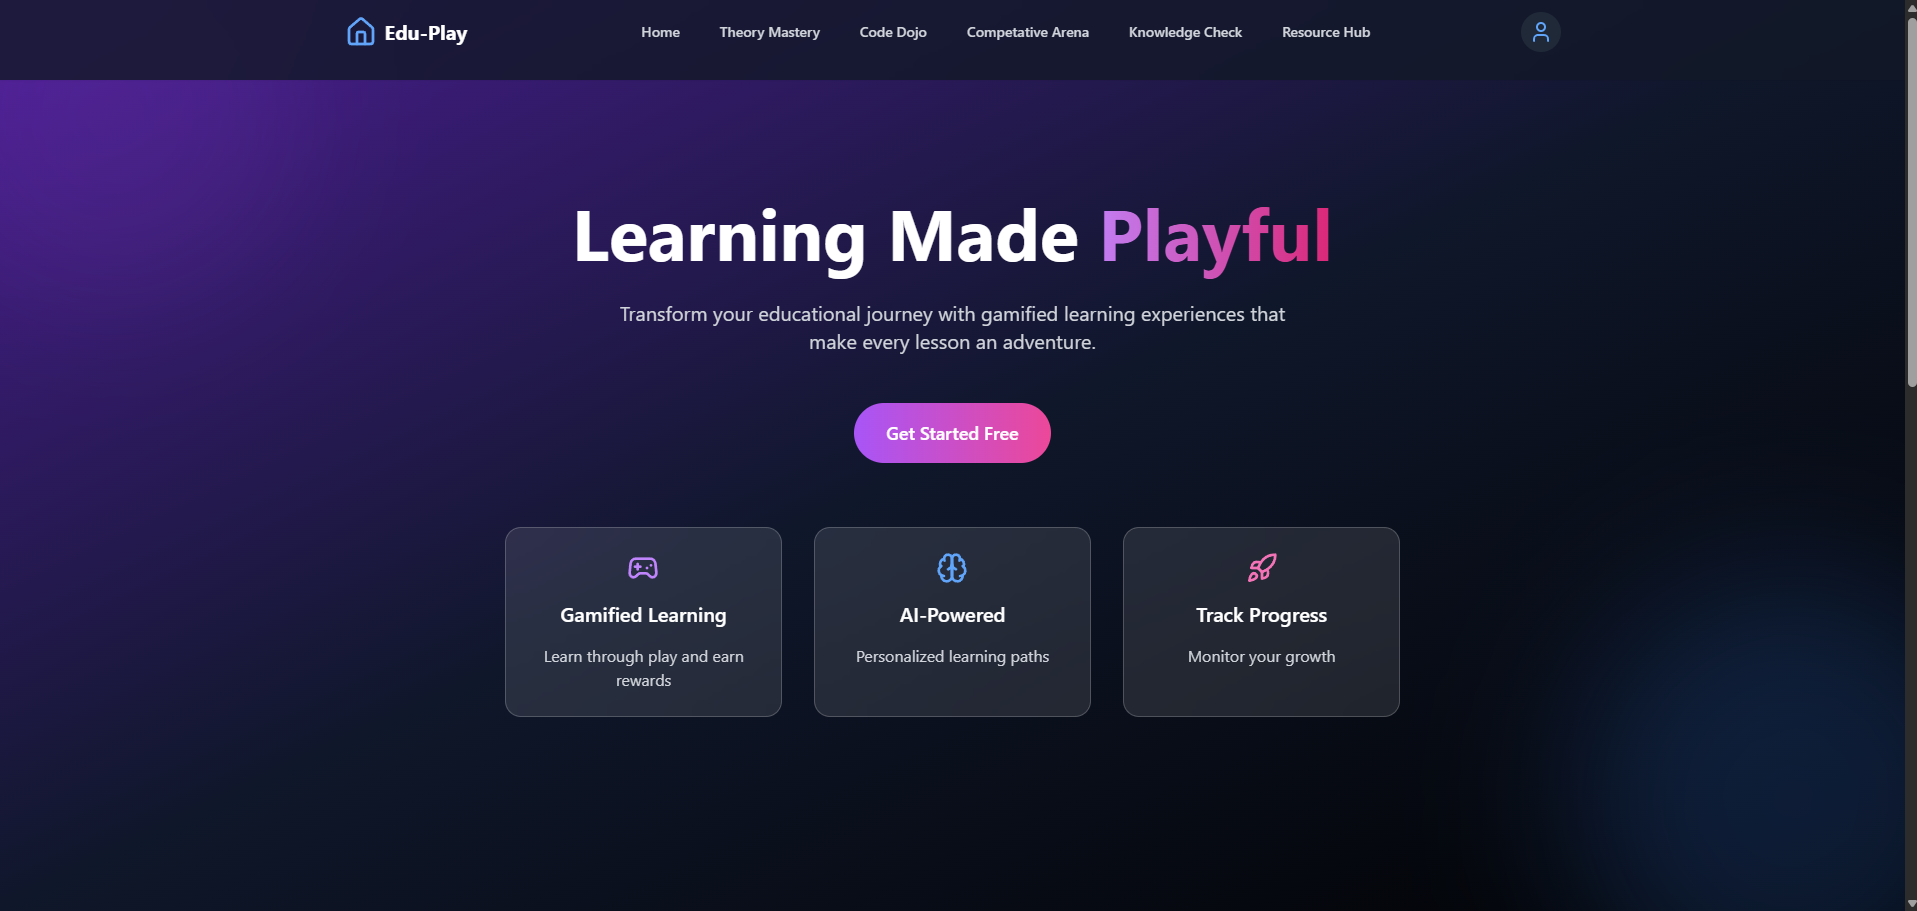 Edu-Play
Home
Theory Mastery
Code Dojo
Competative Arena
Knowledge Check
Resource Hub
Learning Made Playful
Transform your educational journey with gamified learning experiences that
make every lesson an adventure.
Get Started Free
Gamified Learning
Learn through play and earn
rewards
AI-Powered
Personalized learning paths
Track Progress
Monitor your growth